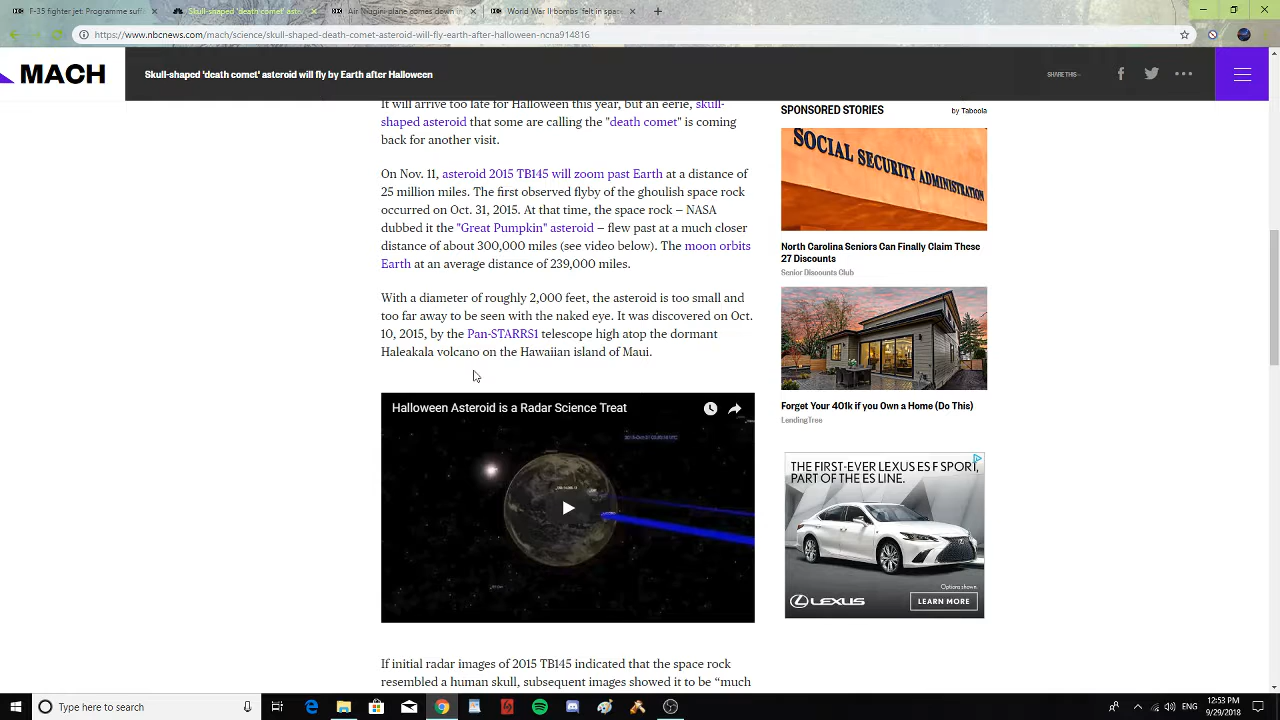 F-35 fighter jet: Programme suff
Skull-shaped 'death comet' aste
Air Niugini plane comes down in
World War II bombs 'felt in space
https://www.nbcnews.com/mach/science/skull-shaped-death-comet-asteroid-will-fly-earth-after-halloween-ncna914816
MACH
Skull-shaped 'death comet' asteroid will fly by Earth after Halloween
SHARE THIS
It will arrive too late for Halloween this year, but an eerie, skull-
shaped asteroid that some are calling the "death comet" is coming
back for another visit.
On Nov. 11, asteroid 2015 TB145 will zoom past Earth at a distance of
25 million miles. The first observed flyby of the ghoulish space rock
occurred on Oct. 31, 2015. At that time, the space rock — NASA
dubbed it the "Great Pumpkin" asteroid — flew past at a much closer
distance of about 300,000 miles (see video below). The moon orbits
Earth at an average distance of 239,000 miles.
With a diameter of roughly 2,000 feet, the asteroid is too small and
too far away to be seen with the naked eye. It was discovered on Oct.
10, 2015, by the Pan-STARRS1 telescope high atop the dormant
Haleakala volcano on the Hawaiian island of Maui.
Halloween Asteroid is a Radar Science Treat
If initial radar images of 2015 TB145 indicated that the space rock
resembled a human skull, subsequent images showed it to be “much
SPONSORED STORIES
by Taboola
SOCIAL SECURITY ADMINISTRATION
North Carolina Seniors Can Finally Claim These
27 Discounts
Senior Discounts Club
Forget Your 401k if you Own a Home (Do This)
LendingTree
THE FIRST-EVER LEXUS ES F SPORT,
PART OF THE ES LINE.
Options shown.
LEXUS
LEARN MORE
Type here to search
ENG
12:53 PM
9/29/2018